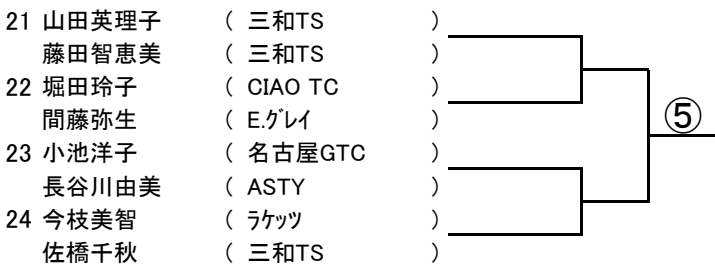 21 山田英理子 ( 三和TS )
藤田智恵美 ( 三和TS )
22 堀田玲子 ( CIAO TC )
間藤弥生 ( E.グレイ )
⑤
23 小池洋子 ( 名古屋GTC )
長谷川由美 ( ASTY )
24 今枝美智 ( ラケッツ )
佐橋千秋 ( 三和TS )